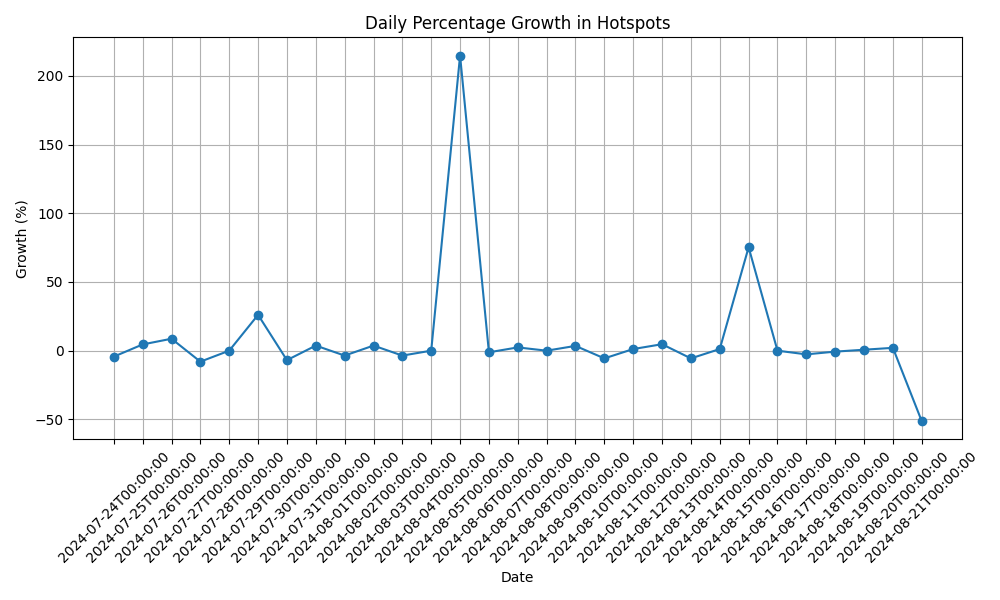 Daily Percentage Growth in Hotspots
Growth (%)
200
150
100
50
0
−50
2024-07-24T00:00:00
2024-07-25T00:00:00
2024-07-26T00:00:00
2024-07-27T00:00:00
2024-07-28T00:00:00
2024-07-29T00:00:00
2024-07-30T00:00:00
2024-07-31T00:00:00
2024-08-01T00:00:00
2024-08-02T00:00:00
2024-08-03T00:00:00
2024-08-04T00:00:00
2024-08-05T00:00:00
2024-08-06T00:00:00
2024-08-07T00:00:00
2024-08-08T00:00:00
2024-08-09T00:00:00
2024-08-10T00:00:00
2024-08-11T00:00:00
2024-08-12T00:00:00
2024-08-13T00:00:00
2024-08-14T00:00:00
2024-08-15T00:00:00
2024-08-16T00:00:00
2024-08-17T00:00:00
2024-08-18T00:00:00
2024-08-19T00:00:00
2024-08-20T00:00:00
2024-08-21T00:00:00
Date